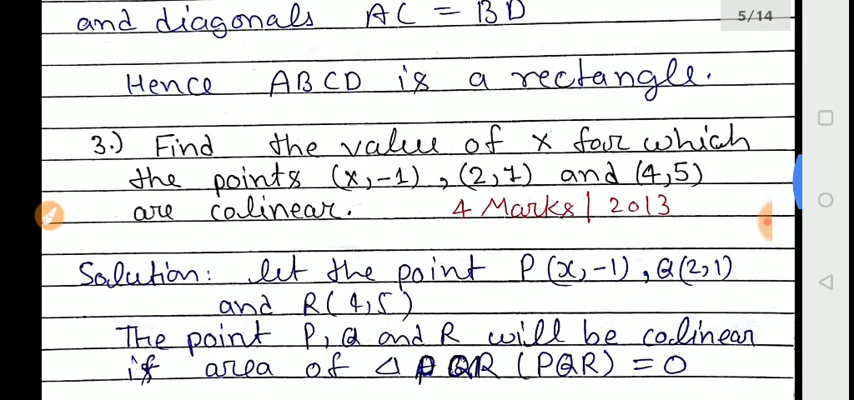 and diagonals AC = BD
5/14
Hence ABCD is a rectangle.
3.) Find the value of x for which
the points (x,-1), (2,1) and (4,5)
are colinear. 4 Marks | 2013
Solution: let the point P(x,-1), Q(2,1)
and R(4,5)
The point P, Q and R will be colinear
if area of △ PQR (PQR) = 0